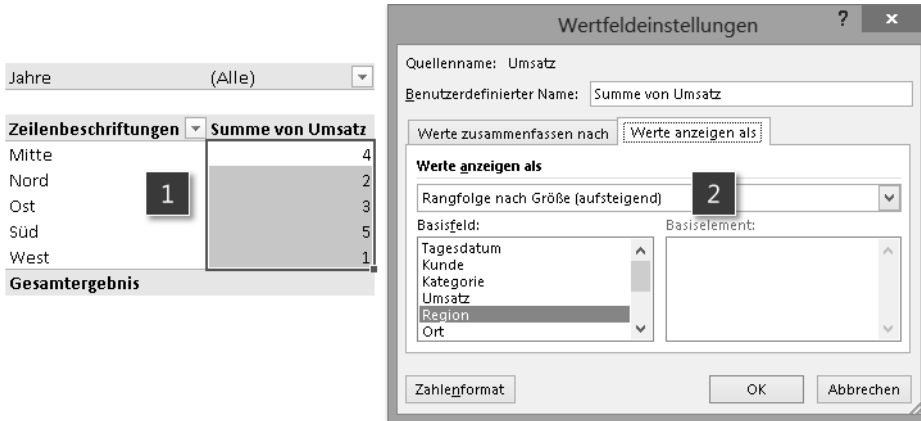 Jahre (Alle)
Zeilenbeschriftungen Summe von Umsatz
Mitte 4
Nord 2
Ost 3
Süd 5
West 1
Gesamtergebnis
1
Wertfeldeinstellungen ? x
Quellenname: Umsatz
Benutzerdefinierter Name: Summe von Umsatz
Werte zusammenfassen nach Werte anzeigen als
Werte anzeigen als
Rangfolge nach Größe (aufsteigend) 2
Basisfeld: Basiselement:
Tagesdatum
Kunde
Kategorie
Umsatz
Region
Ort
Zahlenformat OK Abbrechen